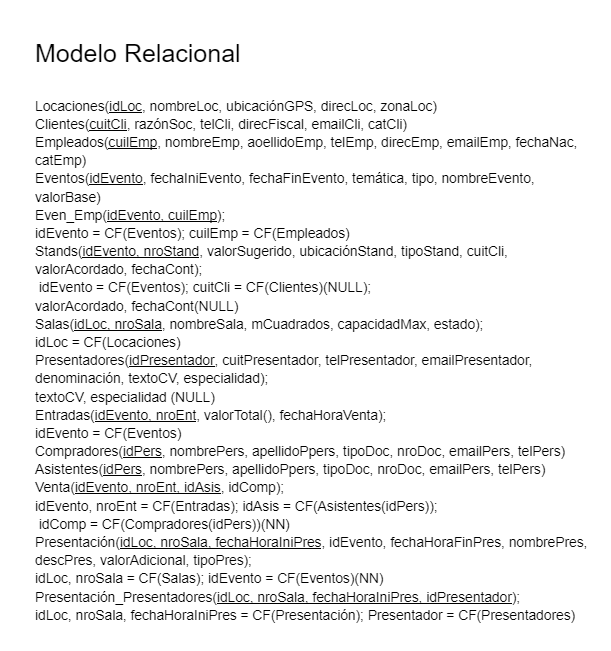 Modelo Relacional
Locaciones(idLoc, nombreLoc, ubicaciónGPS, direcLoc, zonaLoc)
Clientes(cuitCli, razónSoc, telCli, direcFiscal, emailCli, catCli)
Empleados(cuilEmp, nombreEmp, aoellidoEmp, telEmp, direcEmp, emailEmp, fechaNac,
catEmp)
Eventos(idEvento, fechaIniEvento, fechaFinEvento, temática, tipo, nombreEvento,
valorBase)
Even_Emp(idEvento, cuilEmp);
idEvento = CF(Eventos); cuilEmp = CF(Empleados)
Stands(idEvento, nroStand, valorSugerido, ubicaciónStand, tipoStand, cuitCli,
valorAcordado, fechaCont);
idEvento = CF(Eventos); cuitCli = CF(Clientes)(NULL);
valorAcordado, fechaCont(NULL)
Salas(idLoc, nroSala, nombreSala, mCuadrados, capacidadMax, estado);
idLoc = CF(Locaciones)
Presentadores(idPresentador, cuitPresentador, telPresentador, emailPresentador,
denominación, textoCV, especialidad);
textoCV, especialidad (NULL)
Entradas(idEvento, nroEnt, valorTotal(), fechaHoraVenta);
idEvento = CF(Eventos)
Compradores(idPers, nombrePers, apellidoPpers, tipoDoc, nroDoc, emailPers, telPers)
Asistentes(idPers, nombrePers, apellidoPpers, tipoDoc, nroDoc, emailPers, telPers)
Venta(idEvento, nroEnt, idAsis, idComp);
idEvento, nroEnt = CF(Entradas); idAsis = CF(Asistentes(idPers));
idComp = CF(Compradores(idPers))(NN)
Presentación(idLoc, nroSala, fechaHoraIniPres, idEvento, fechaHoraFinPres, nombrePres,
descPres, valorAdicional, tipoPres);
idLoc, nroSala = CF(Salas); idEvento = CF(Eventos)(NN)
Presentación_Presentadores(idLoc, nroSala, fechaHoraIniPres, idPresentador);
idLoc, nroSala, fechaHoraIniPres = CF(Presentación); Presentador = CF(Presentadores)